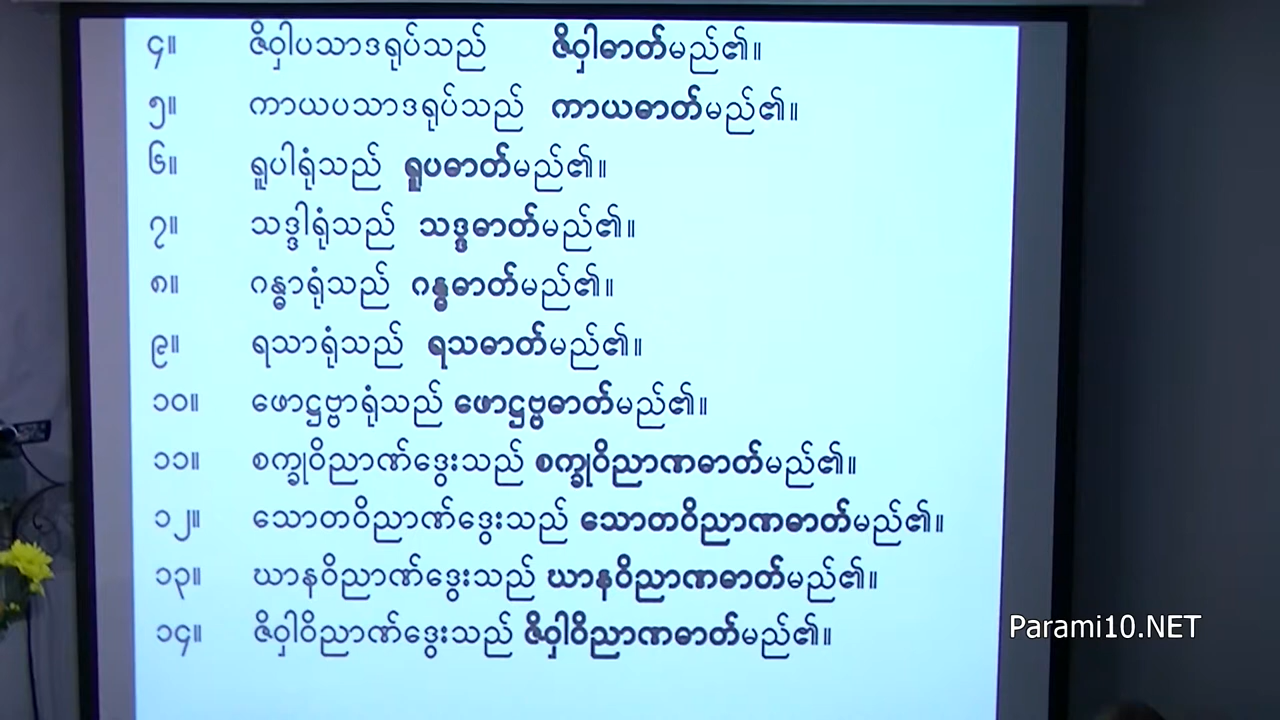 ၄။ ဇိဝှါပသာဒရုပ်သည် ဇိဝှါဓာတ်မည်၏။
၅။ ကာယပသာဒရုပ်သည် ကာယဓာတ်မည်၏။
၆။ ရူပါရုံသည် ရူပဓာတ်မည်၏။
၇။ သဒ္ဒါရုံသည် သဒ္ဒဓာတ်မည်၏။
၈။ ဂန္ဓာရုံသည် ဂန္ဓဓာတ်မည်၏။
၉။ ရသာရုံသည် ရသဓာတ်မည်၏။
၁၀။ ဖောဋ္ဌဗ္ဗာရုံသည် ဖောဋ္ဌဗ္ဗဓာတ်မည်၏။
၁၁။ စက္ခုဝိညာဏ်ဒွေးသည် စက္ခုဝိညာဏဓာတ်မည်၏။
၁၂။ သောတဝိညာဏ်ဒွေးသည် သောတဝိညာဏဓာတ်မည်၏။
၁၃။ ဃာနဝိညာဏ်ဒွေးသည် ဃာနဝိညာဏဓာတ်မည်၏။
၁၄။ ဇိဝှါဝိညာဏ်ဒွေးသည် ဇိဝှါဝိညာဏဓာတ်မည်၏။
Parami10.NET